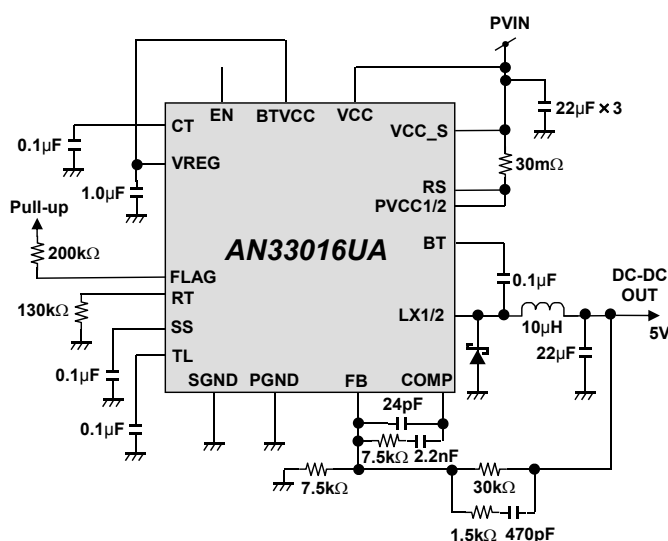 PVIN
EN
BTVCC
VCC
22µF×3
CT
VCC_S
0.1µF
VREG
30mΩ
1.0µF
RS
PVCC1/2
Pull-up
AN33016UA
BT
200kΩ
0.1µF
DC-DC
OUT
FLAG
RT
130kΩ
LX1/2
10µH
5V
SS
22µF
TL
0.1µF
SGND
PGND
FB
COMP
24pF
0.1µF
7.5kΩ
2.2nF
7.5kΩ
30kΩ
1.5kΩ
470pF